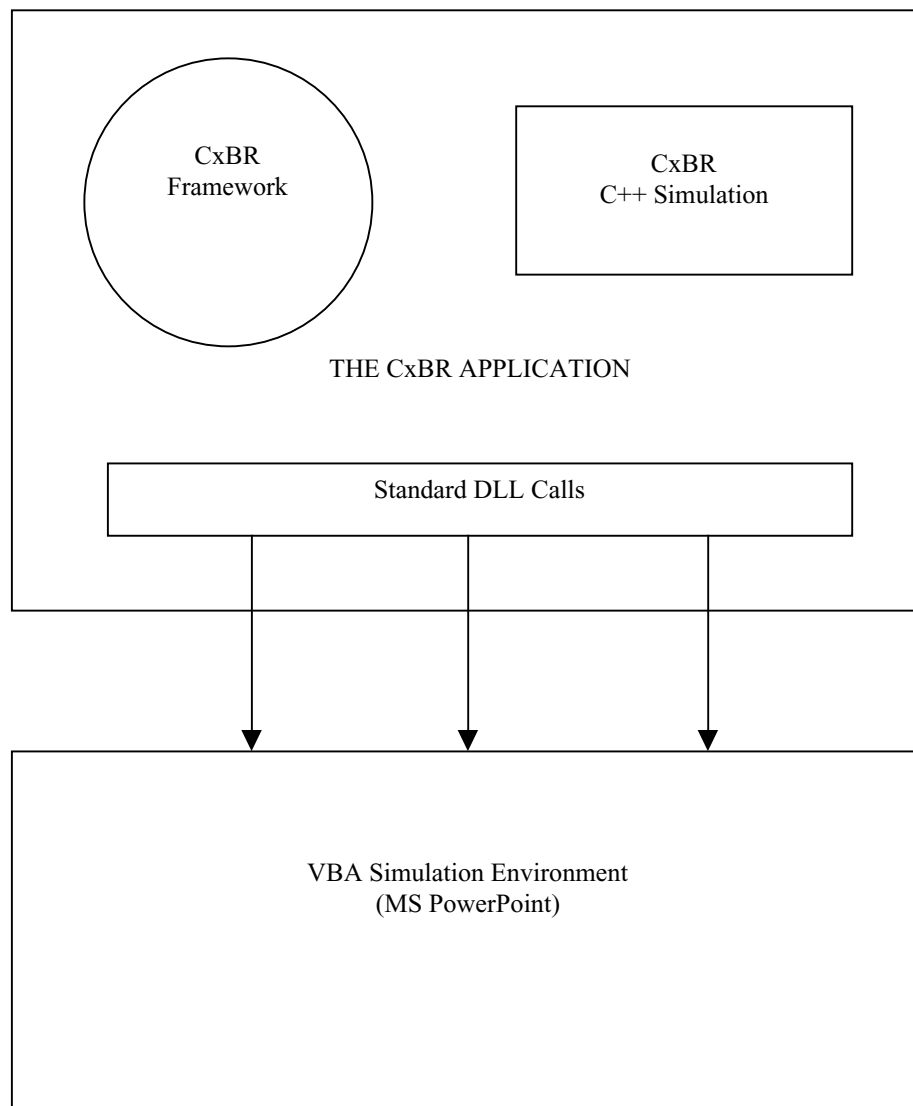 CxBR
Framework
CxBR
C++ Simulation
THE CxBR APPLICATION
Standard DLL Calls
VBA Simulation Environment
(MS PowerPoint)